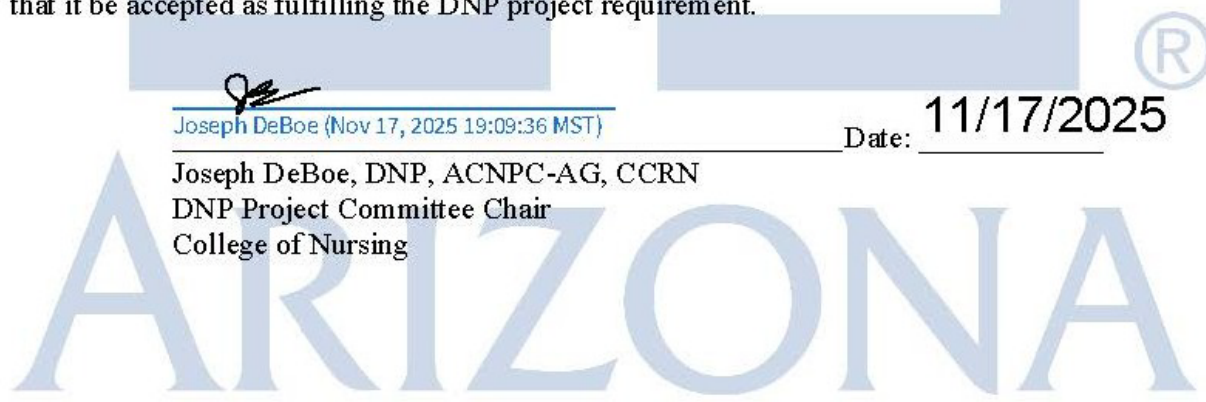 that it be accepted as fulfilling the DNP project requirement.
®
Joseph DeBoe (Nov 17, 2025 19:09:36 MST)
Date: 11/17/2025
Joseph DeBoe, DNP, ACNPC-AG, CCRN
DNP Project Committee Chair
College of Nursing
ARIZONA